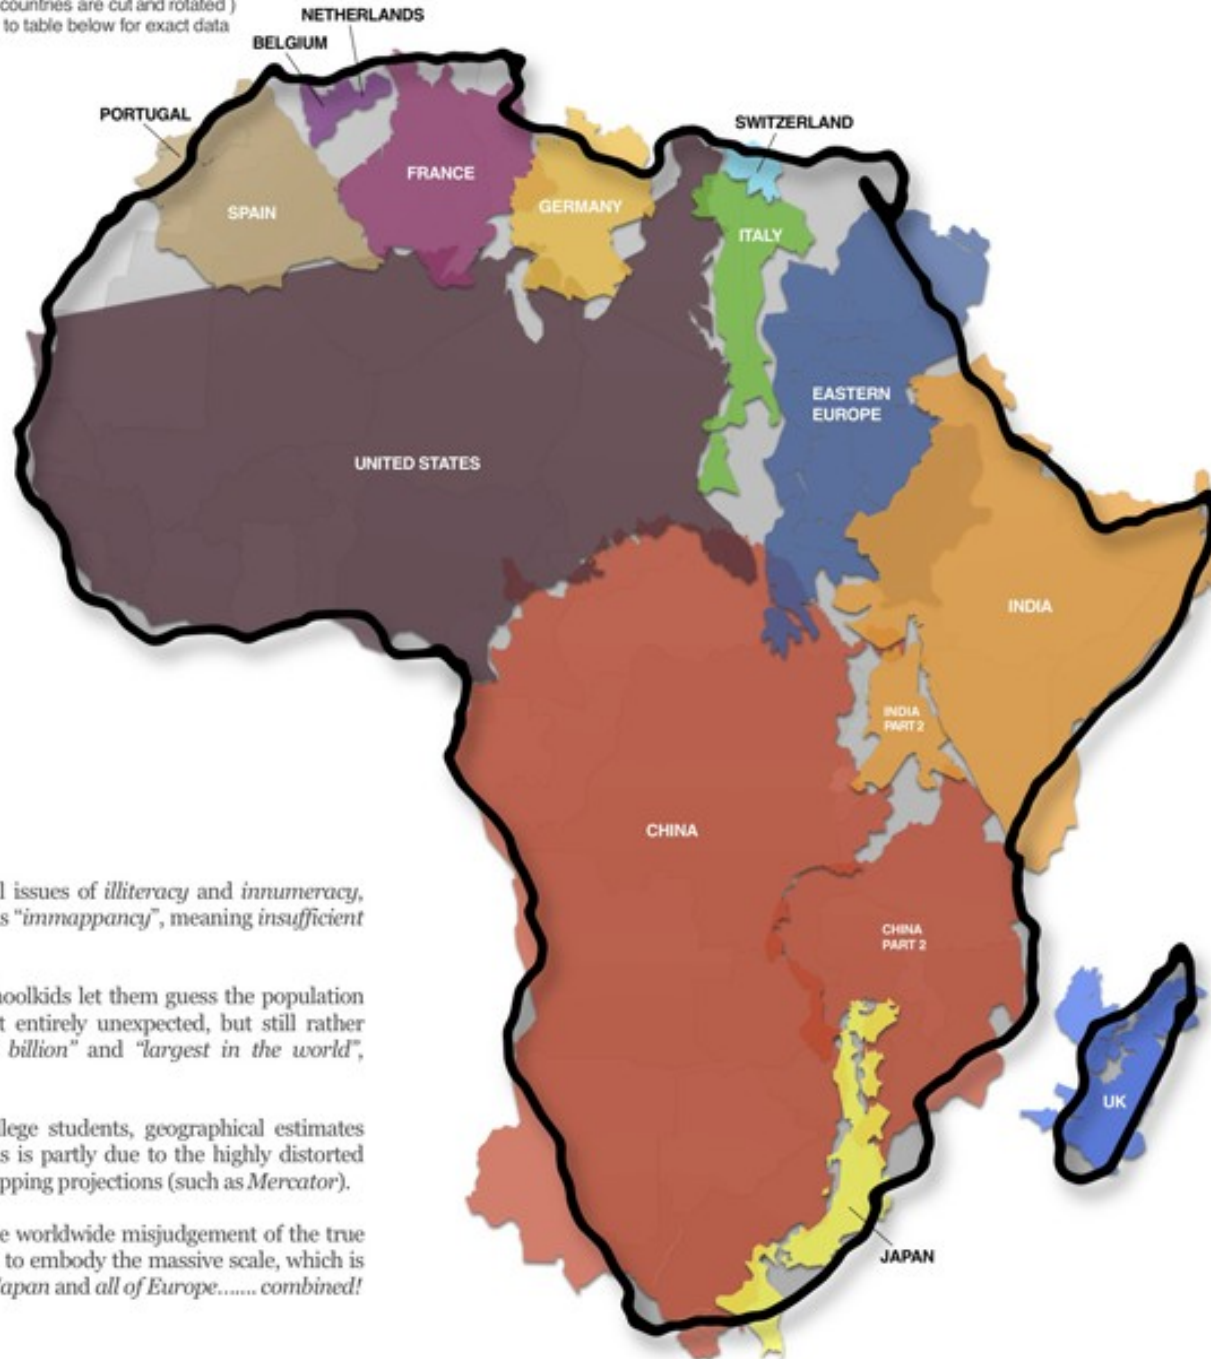 countries are cut and rotated )
to table below for exact data
NETHERLANDS
BELGIUM
PORTUGAL
SWITZERLAND
FRANCE
GERMANY
SPAIN
ITALY
EASTERN
EUROPE
UNITED STATES
INDIA
INDIA
PART 2
CHINA
CHINA
PART 2
UK
JAPAN
issues of illiteracy and innumeracy,
"immappancy", meaning insufficient
let them guess the population
entirely unexpected, but still rather
billion" and "largest in the world",
students, geographical estimates
is partly due to the highly distorted
projections (such as Mercator).
worldwide misjudgement of the true
to embody the massive scale, which is
Japan and all of Europe....... combined!